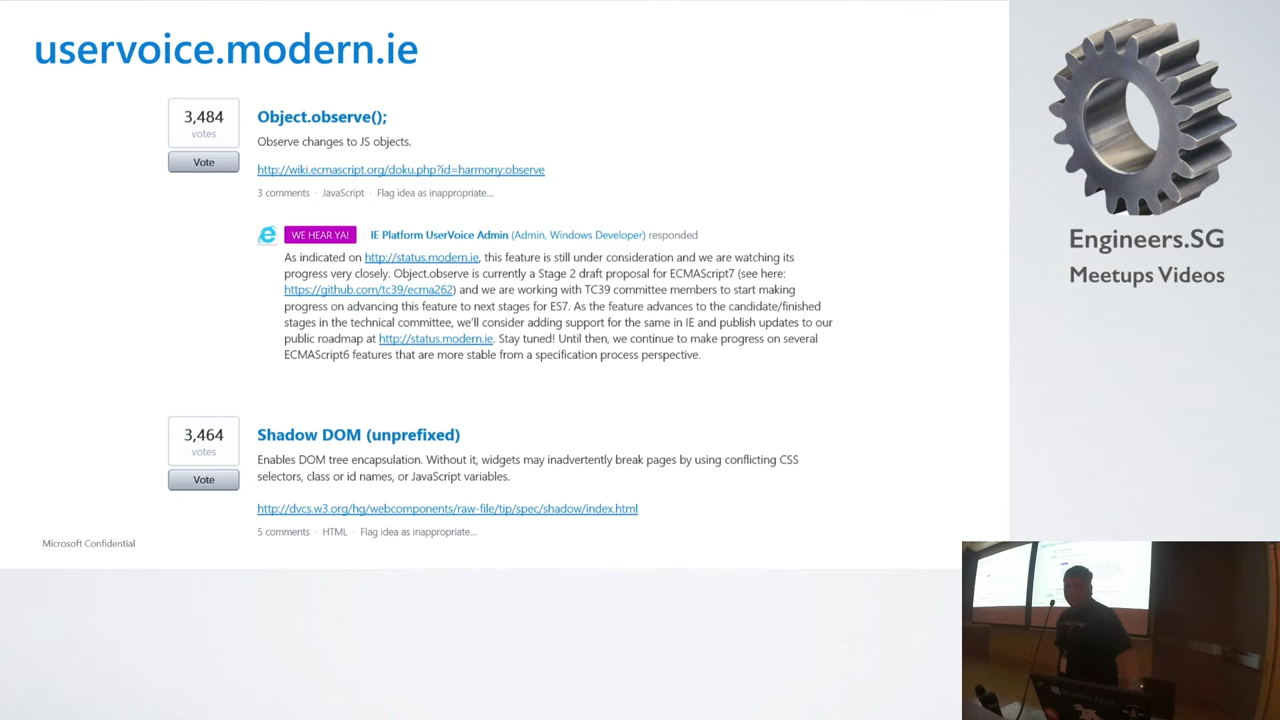 uservoice.modern.ie
3,484
votes
Vote
Object.observe();
Observe changes to JS objects.
http://wiki.ecmascript.org/doku.php?id=harmony:observe
3 comments · JavaScript · Flag idea as inappropriate...
WE HEAR YA! IE Platform UserVoice Admin (Admin, Windows Developer) responded
As indicated on http://status.modern.ie, this feature is still under consideration and we are watching its
progress very closely. Object.observe is currently a Stage 2 draft proposal for ECMAScript7 (see here:
https://github.com/tc39/ecma262) and we are working with TC39 committee members to start making
progress on advancing this feature to next stages for ES7. As the feature advances to the candidate/finished
stages in the technical committee, we'll consider adding support for the same in IE and publish updates to our
public roadmap at http://status.modern.ie. Stay tuned! Until then, we continue to make progress on several
ECMAScript6 features that are more stable from a specification process perspective.
3,464
votes
Vote
Shadow DOM (unprefixed)
Enables DOM tree encapsulation. Without it, widgets may inadvertently break pages by using conflicting CSS
selectors, class or id names, or JavaScript variables.
http://dvcs.w3.org/hg/webcomponents/raw-file/tip/spec/shadow/index.html
5 comments · HTML · Flag idea as inappropriate...
Microsoft Confidential
Engineers.SG
Meetups Videos